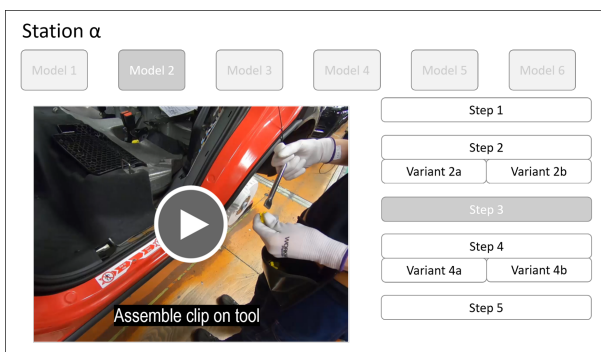 Station α
Model 1
Model 2
Model 3
Model 4
Model 5
Model 6
Step 1
Step 2
Variant 2a
Variant 2b
Step 3
Step 4
Variant 4a
Variant 4b
Step 5
Assemble clip on tool